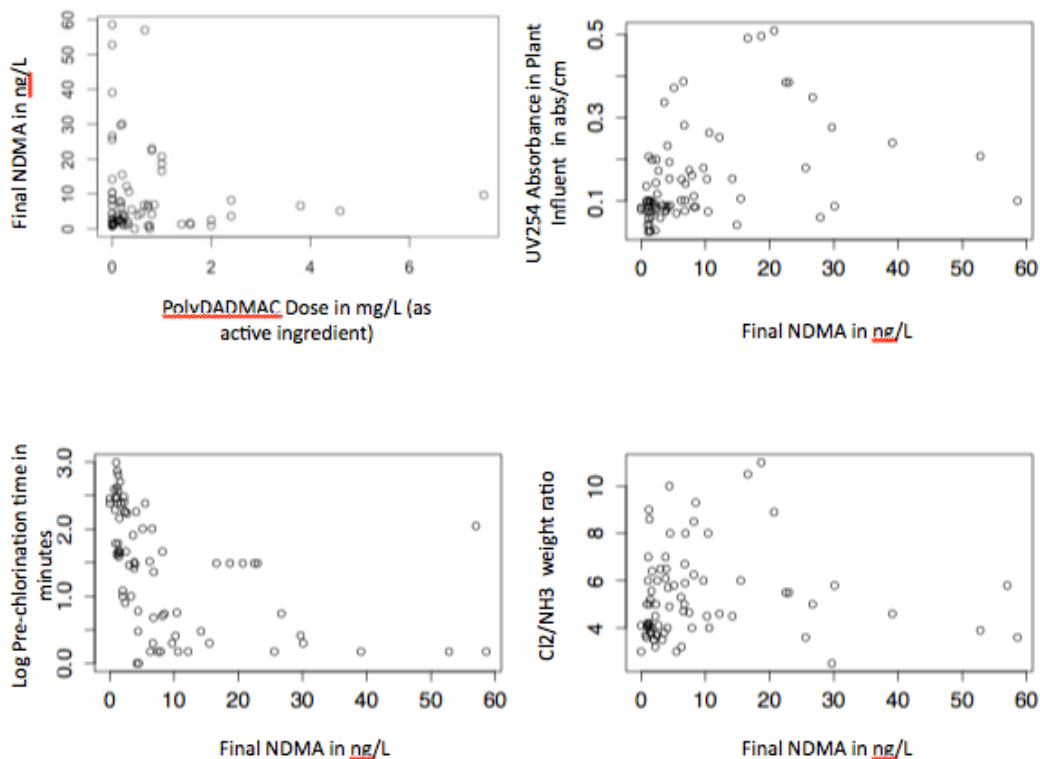 Final NDMA in ng/L
0 10 20 30 40 50 60
0 2 4 6
PolyDADMAC Dose in mg/L (as
active ingredient)
UV254 Absorbance in Plant
Influent in abs/cm
0.1 0.3 0.5
0 10 20 30 40 50 60
Final NDMA in ng/L
Log Pre-chlorination time in
minutes
0.0 1.0 2.0 3.0
0 10 20 30 40 50 60
Final NDMA in ng/L
Cl2/NH3 weight ratio
4 6 8 10
0 10 20 30 40 50 60
Final NDMA in ng/L